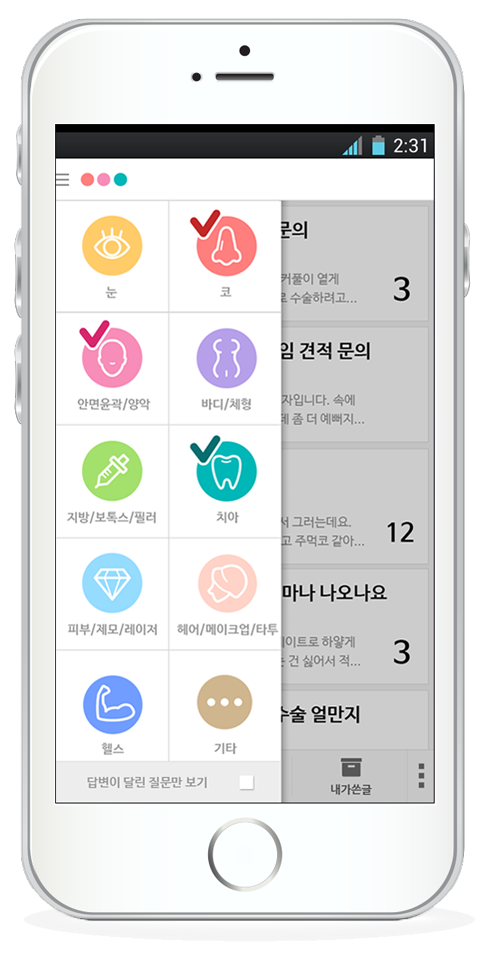 2:31
눈
코
안면윤곽/양악
바디/체형
지방/보톡스/필러
치아
피부/제모/레이저
헤어/메이크업/타투
헬스
기타
답변이 달린 질문만 보기
문의
커풀이 옅게
로 수술하려고...
3
임 견적 문의
자입니다. 속에
데 좀 더 예뻐지...
서 그러는데요.
고 주먹코 같아...
12
마나 나오나요
이트로 하얗게
는 건 싫어서 적...
3
수술 얼만지
내가쓴글